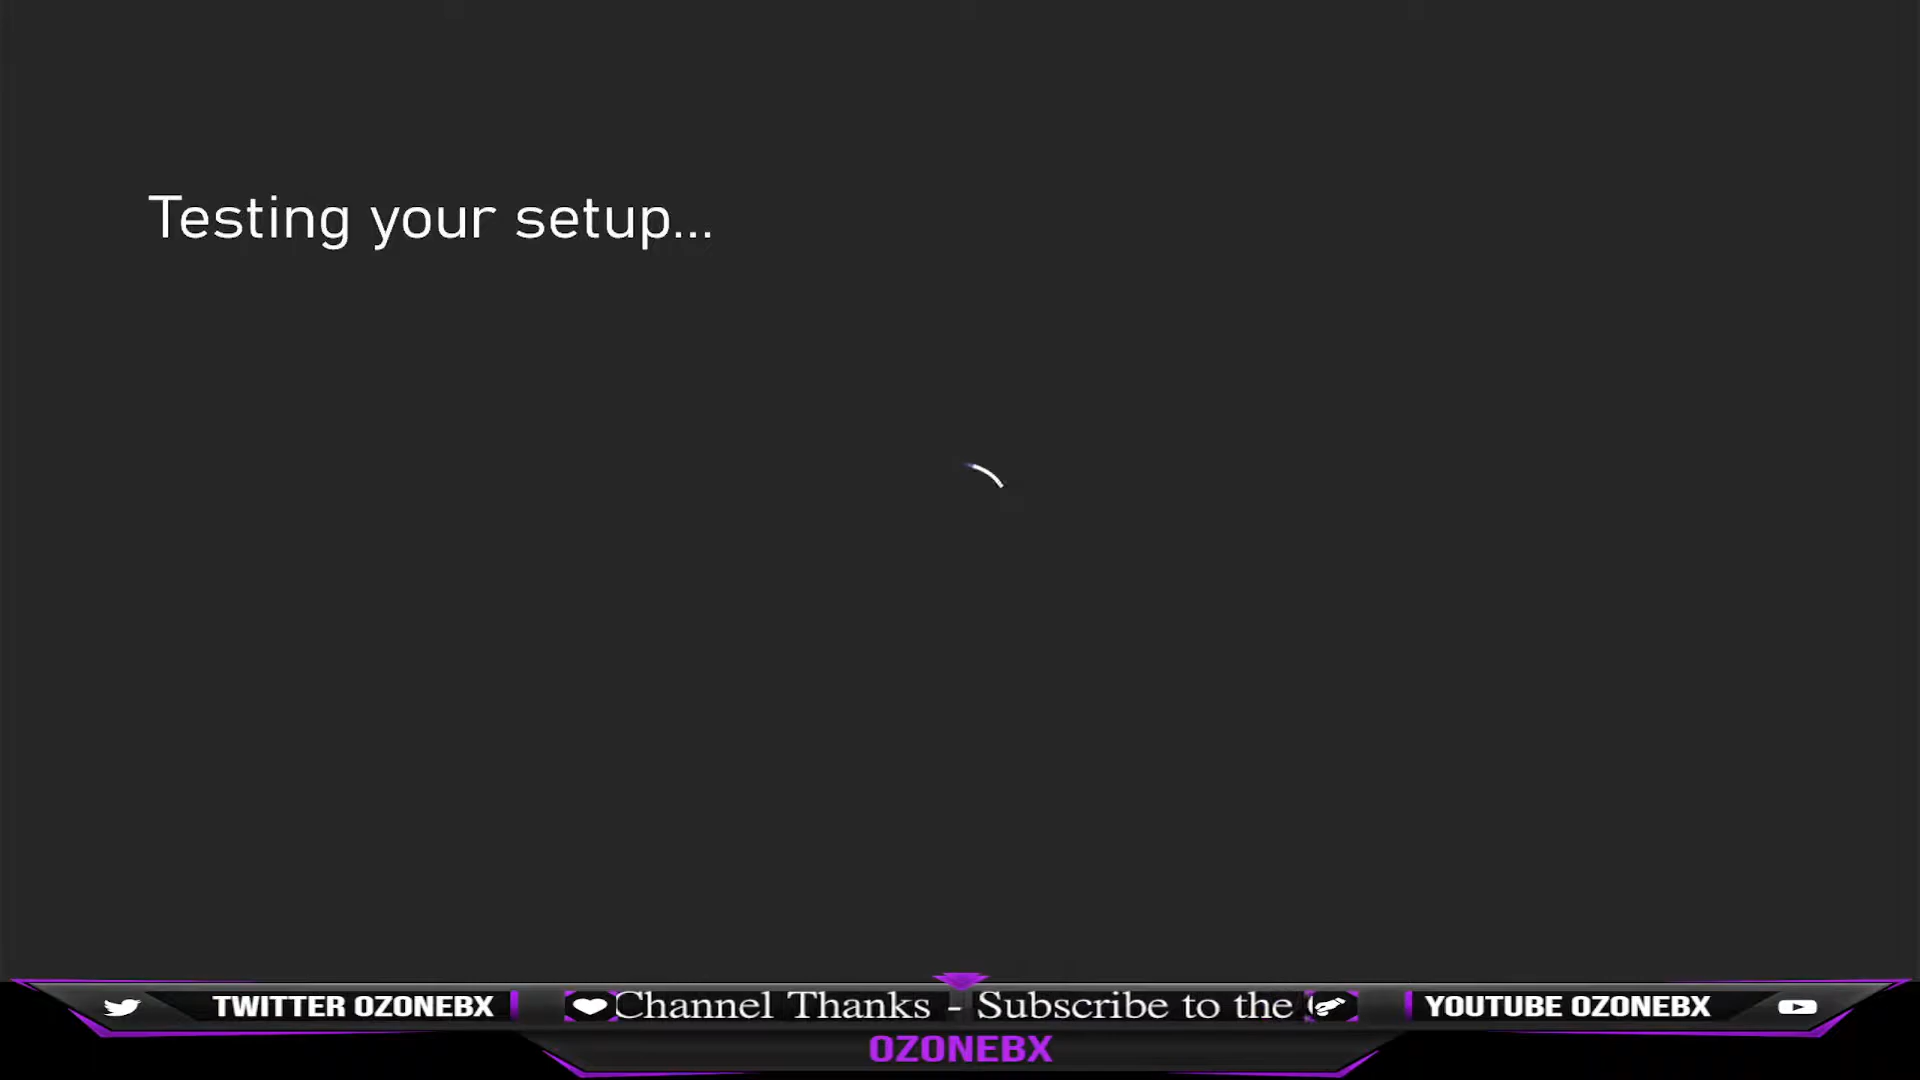 Testing your setup...
TWITTER OZONEBX
Channel Thanks - Subscribe to the
YOUTUBE OZONEBX
OZONEBX